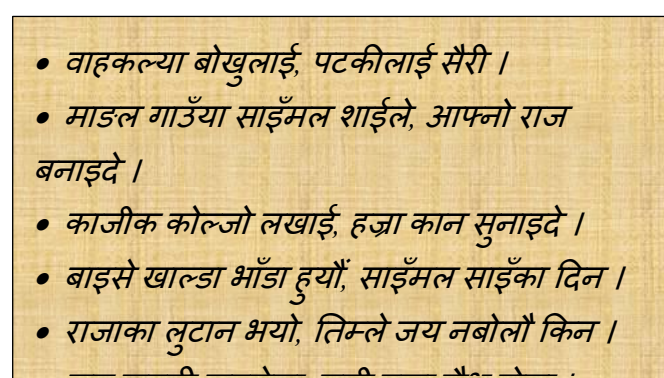 • वाहकल्या बोखुलाई, पटकीलाई सैरी ।
• माङल गाउँया साइँमल शाईले, आफ्नो राज
बनाइदे ।
• काजीक कोल्जो लखाई, हज्रा कान सुनाइदे ।
• बाइसे खाल्डा भाँडा हुयौं, साइँमल साइँका दिन ।
• राजाका लुटान भयो, तिम्ले जय नबोलौ किन ।